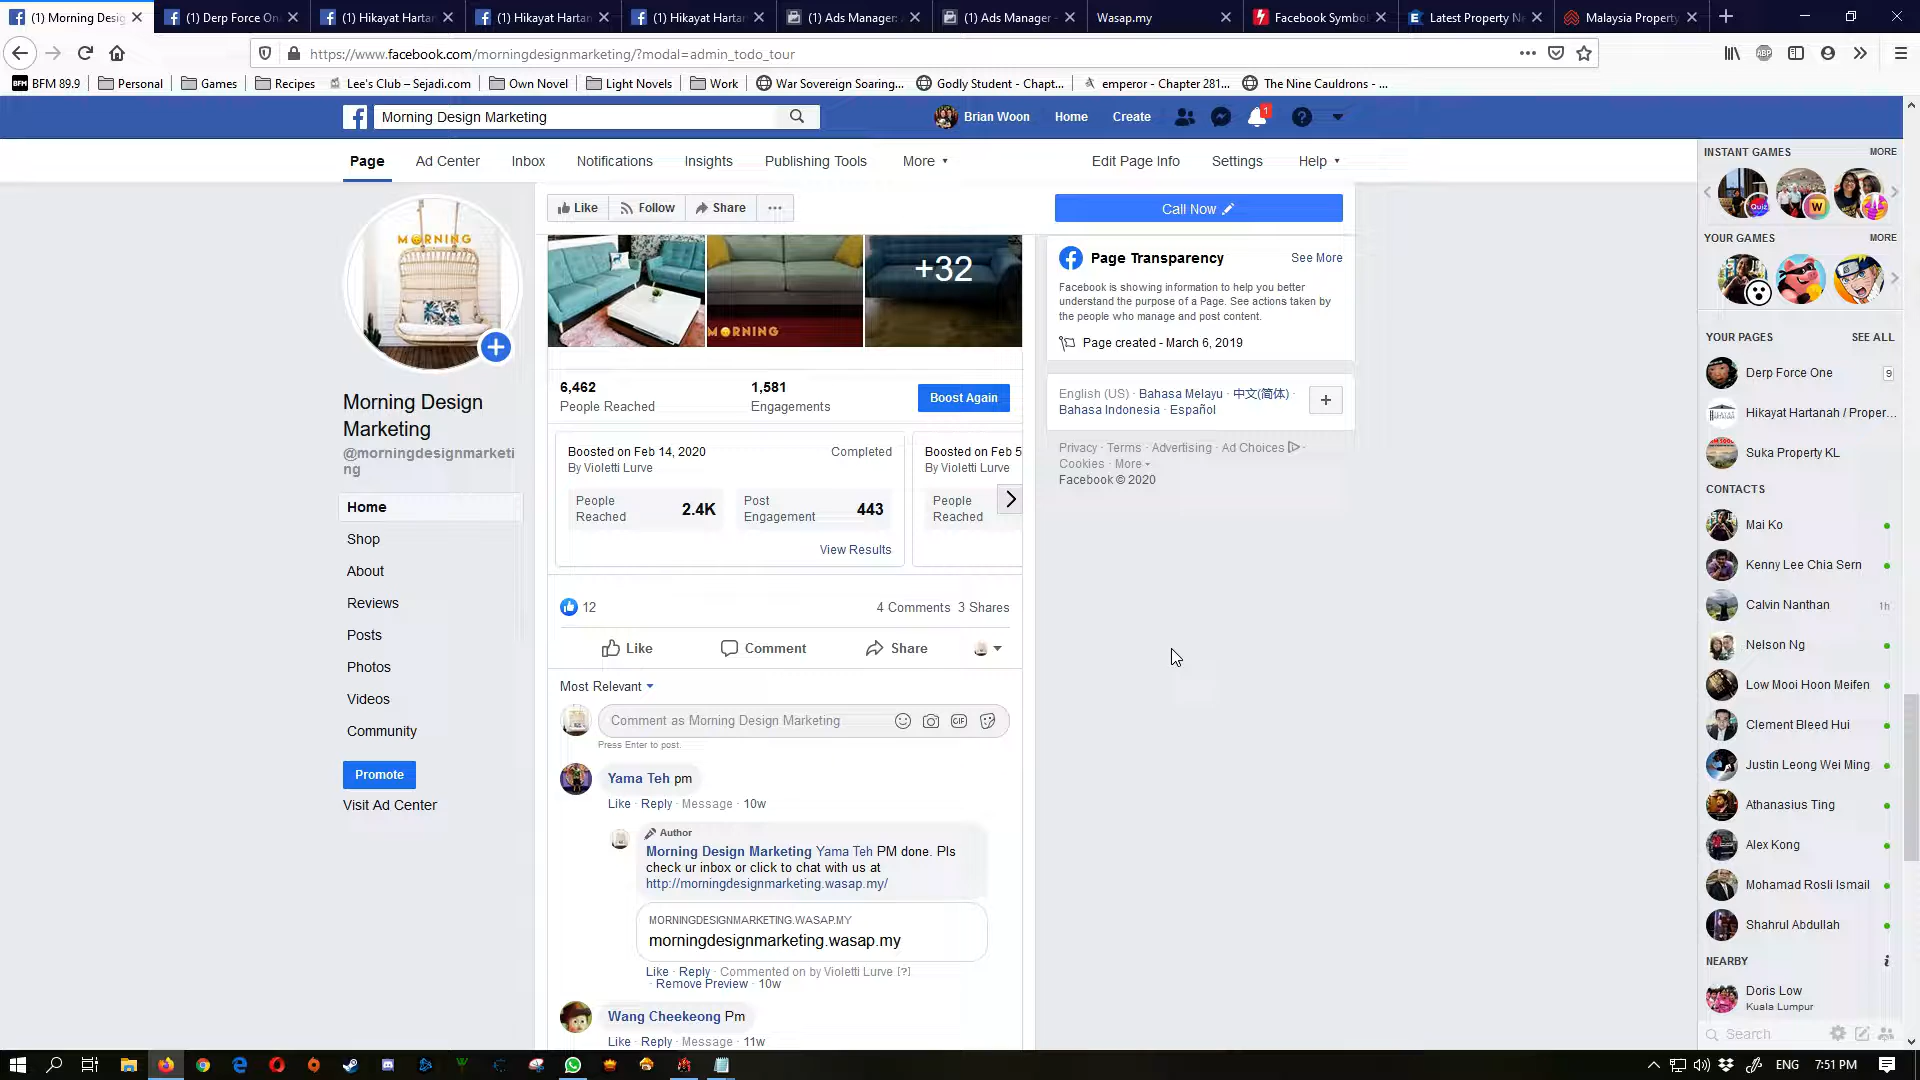 (1) Morning Desig
(1) Derp Force On
(1) Hikayat Hartan
(1) Hikayat Hartan
(1) Hikayat Hartan
(1) Ads Manager:
(1) Ads Manager -
Wasap.my
Facebook Symbol
Latest Property Ne
Malaysia Property
https://www.facebook.com/morningdesignmarketing/?modal=admin_todo_tour
BFM 89.9
Personal
Games
Recipes
Lee's Club – Sejadi.com
Own Novel
Light Novels
Work
War Sovereign Soaring...
Godly Student - Chapt...
emperor - Chapter 281...
The Nine Cauldrons - ...
Morning Design Marketing
Brian Woon
Home
Create
1
Page
Ad Center
Inbox
Notifications
Insights
Publishing Tools
More
Edit Page Info
Settings
Help
MORNING
Morning Design
Marketing
@morningdesignmarketi
ng
Home
Shop
About
Reviews
Posts
Photos
Videos
Community
Promote
Visit Ad Center
Like
Follow
Share
Call Now
MORNING
+32
6,462
People Reached
1,581
Engagements
Boost Again
Boosted on Feb 14, 2020
Completed
By Violetti Lurve
People
Reached
2.4K
Post
Engagement
443
View Results
Boosted on Feb 5
By Violetti Lurve
People
Reached
12
4 Comments 3 Shares
Like
Comment
Share
Most Relevant
Comment as Morning Design Marketing
GIF
Press Enter to post.
Yama Teh pm
Like · Reply · Message · 10w
Author
Morning Design Marketing Yama Teh PM done. Pls
check ur inbox or click to chat with us at
http://morningdesignmarketing.wasap.my/
MORNINGDESIGNMARKETING.WASAP.MY
morningdesignmarketing.wasap.my
Like · Reply · Commented on by Violetti Lurve [?]
· Remove Preview · 10w
Wang Cheekeong Pm
Like · Reply · Message · 11w
Page Transparency
See More
Facebook is showing information to help you better
understand the purpose of a Page. See actions taken by
the people who manage and post content.
Page created - March 6, 2019
English (US) · Bahasa Melayu · 中文(简体) ·
Bahasa Indonesia · Español
Privacy · Terms · Advertising · Ad Choices ·
Cookies · More
Facebook © 2020
INSTANT GAMES
MORE
Quiz
W
YOUR GAMES
MORE
YOUR PAGES
SEE ALL
Derp Force One
9
Hikayat Hartanah / Proper...
Suka Property KL
CONTACTS
Mai Ko
Kenny Lee Chia Sern
Calvin Nanthan
1h
Nelson Ng
Low Mooi Hoon Meifen
Clement Bleed Hui
Justin Leong Wei Ming
Athanasius Ting
Alex Kong
Mohamad Rosli Ismail
Shahrul Abdullah
NEARBY
Doris Low
Kuala Lumpur
Search
ENG
7:51 PM